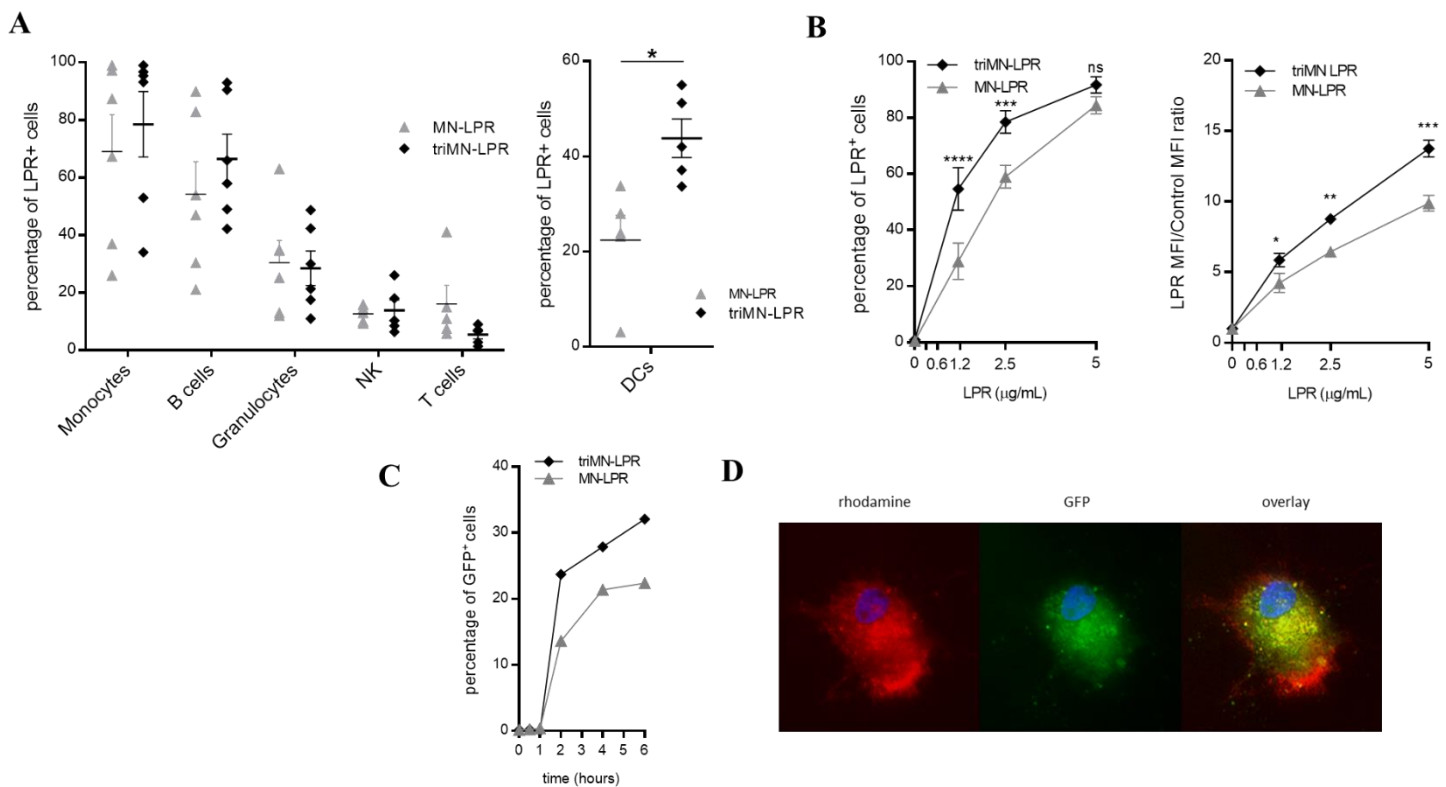 A
percentage of LPR+ cells
100
80
60
40
20
0
MN-LPR
triMN-LPR
Monocytes
B cells
Granulocytes
NK
T cells
percentage of LPR+ cells
60
40
20
0
*
MN-LPR
triMN-LPR
DCs
B
percentage of LPR+ cells
100
80
60
40
20
0
triMN-LPR
MN-LPR
****
***
ns
0 0.6 1.2 2.5 5
LPR (μg/mL)
LPR MFI/Control MFI ratio
20
15
10
5
0
triMN LPR
MN-LPR
*
**
***
0 0.6 1.2 2.5 5
LPR (μg/mL)
C
percentage of GFP+ cells
40
30
20
10
0
triMN-LPR
MN-LPR
0 1 2 3 4 5 6
time (hours)
D
rhodamine GFP overlay